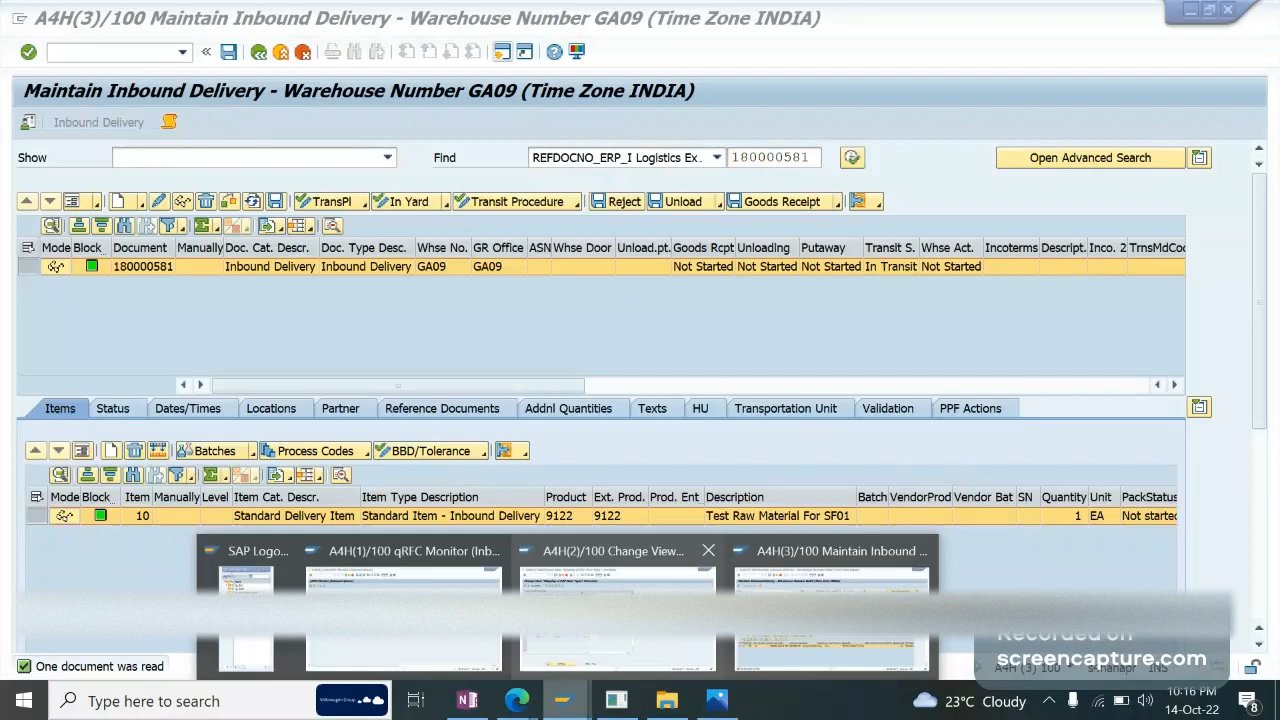 A4H(3)/100 Maintain Inbound Delivery - Warehouse Number GA09 (Time Zone INDIA)
Maintain Inbound Delivery - Warehouse Number GA09 (Time Zone INDIA)
Inbound Delivery
Show Find REFDOCNO_ERP_I Logistics Ex.. 180000581 Open Advanced Search
TransPl In Yard Transit Procedure Reject Unload Goods Receipt
Mode Block.. Document Manually Doc. Cat. Descr. Doc. Type Desc. Whse No. GR Office ASN Whse Door Unload.pt. Goods Rcpt Unloading Putaway Transit S. Whse Act. Incoterms Descript. Inco. 2 TrnsMdCod
180000581 Inbound Delivery Inbound Delivery GA09 GA09 Not Started Not Started Not Started In Transit Not Started
Items Status Dates/Times Locations Partner Reference Documents Addnl Quantities Texts HU Transportation Unit Validation PPF Actions
Batches Process Codes BBD/Tolerance
Mode Block.. Item Manually Level Item Cat. Descr. Item Type Description Product Ext. Prod. Prod. Ent Description Batch VendorProd Vendor Bat SN Quantity Unit PackStatus
10 Standard Delivery Item Standard Item - Inbound Delivery 9122 9122 Test Raw Material For SF01 1 EA Not started
SAP Logo... A4H(1)/100 qRFC Monitor (Inb... A4H(2)/100 Change View... A4H(3)/100 Maintain Inbound ...
Recorded on
screencapture.com
One document was read
Type here to search
23°C Cloudy
10:10 PM
14-Oct-22
8